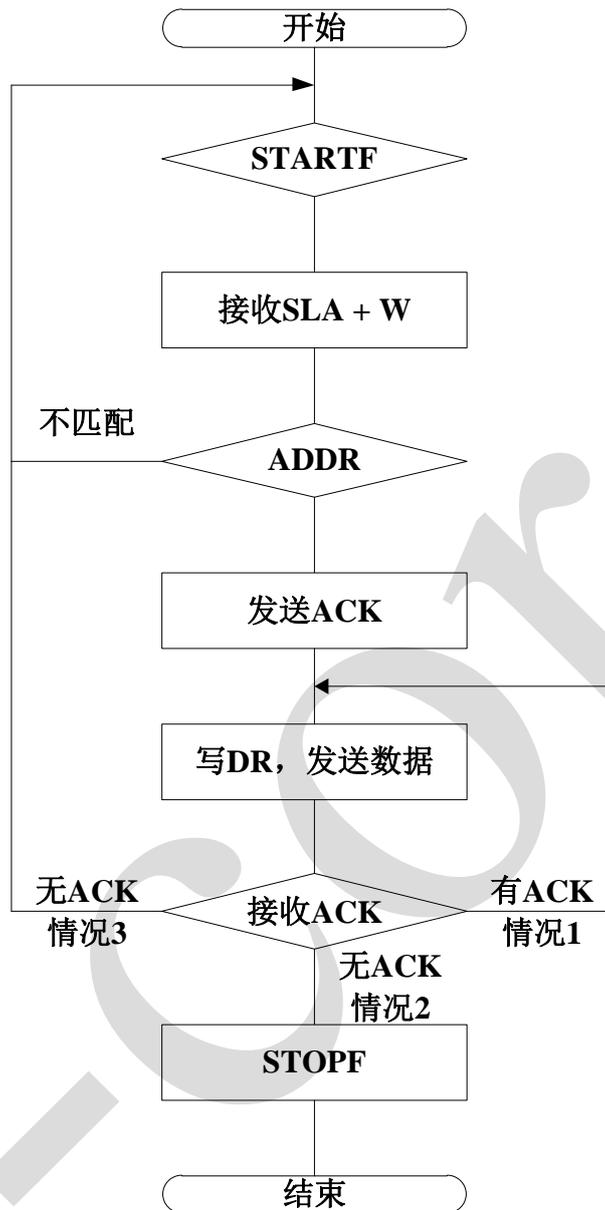 开始
STARTF
接收SLA + W
不匹配
ADDR
发送ACK
写DR，发送数据
无ACK
情况3
接收ACK
有ACK
情况1
无ACK
情况2
STOPF
结束